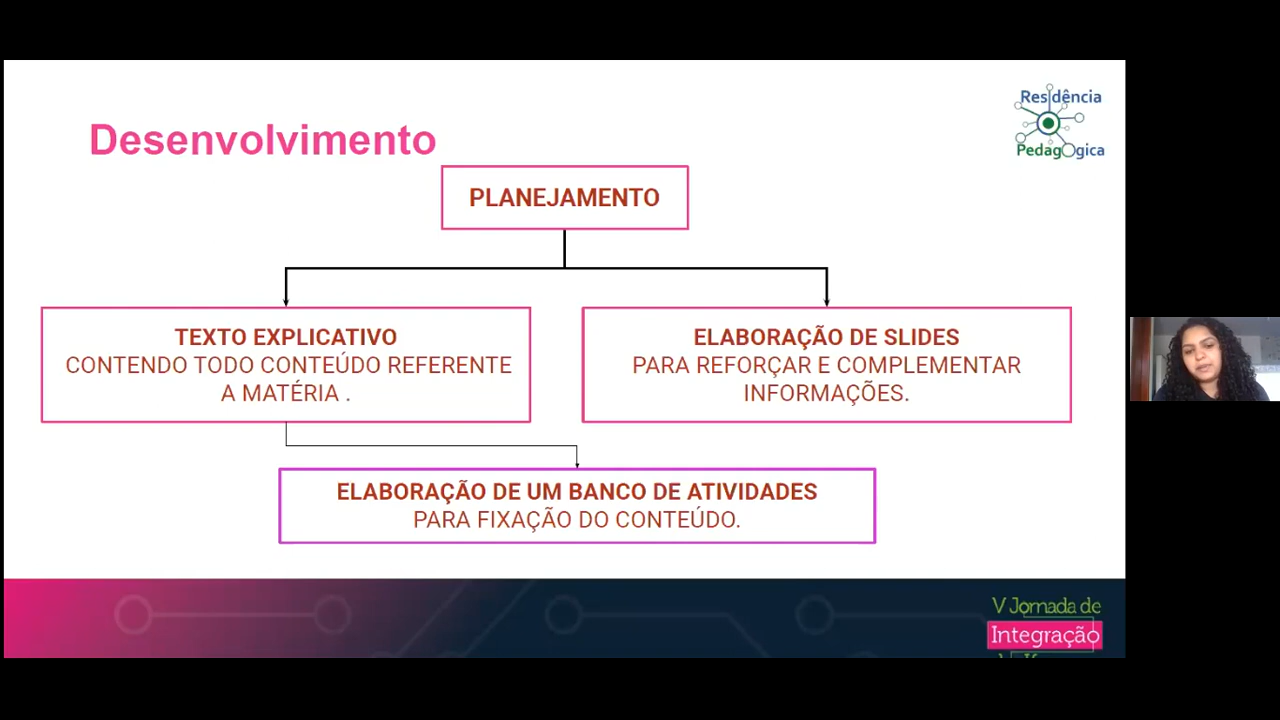 Residência
PedagOgica
Desenvolvimento
PLANEJAMENTO
TEXTO EXPLICATIVO
CONTENDO TODO CONTEÚDO REFERENTE
A MATÉRIA .
ELABORAÇÃO DE SLIDES
PARA REFORÇAR E COMPLEMENTAR
INFORMAÇÕES.
ELABORAÇÃO DE UM BANCO DE ATIVIDADES
PARA FIXAÇÃO DO CONTEÚDO.
V Jornada de
Integração